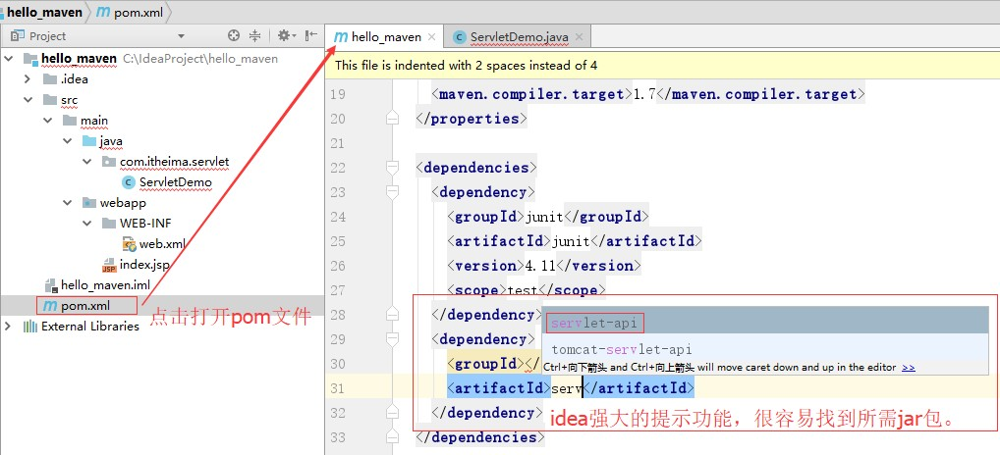 hello_maven pom.xml
Project
hello_maven C:\IdeaProject\hello_maven
.idea
src
main
java
com.itheima.servlet
ServletDemo
webapp
WEB-INF
web.xml
index.jsp
hello_maven.iml
pom.xml
External Libraries
点击打开pom文件
hello_maven
ServletDemo.java
This file is indented with 2 spaces instead of 4
19 <maven.compiler.target>1.7</maven.compiler.target>
20 </properties>
21
22 <dependencies>
23 <dependency>
24 <groupId>junit</groupId>
25 <artifactId>junit</artifactId>
26 <version>4.11</version>
27 <scope>test</scope>
28 </dependency>
29 <dependency>
30 <groupId></
31 <artifactId>serv</artifactId>
32 </dependency>
33 </dependencies>
servlet-api
tomcat-servlet-api
Ctrl+向下箭头 and Ctrl+向上箭头 will move caret down and up in the editor >>
idea强大的提示功能，很容易找到所需jar包。